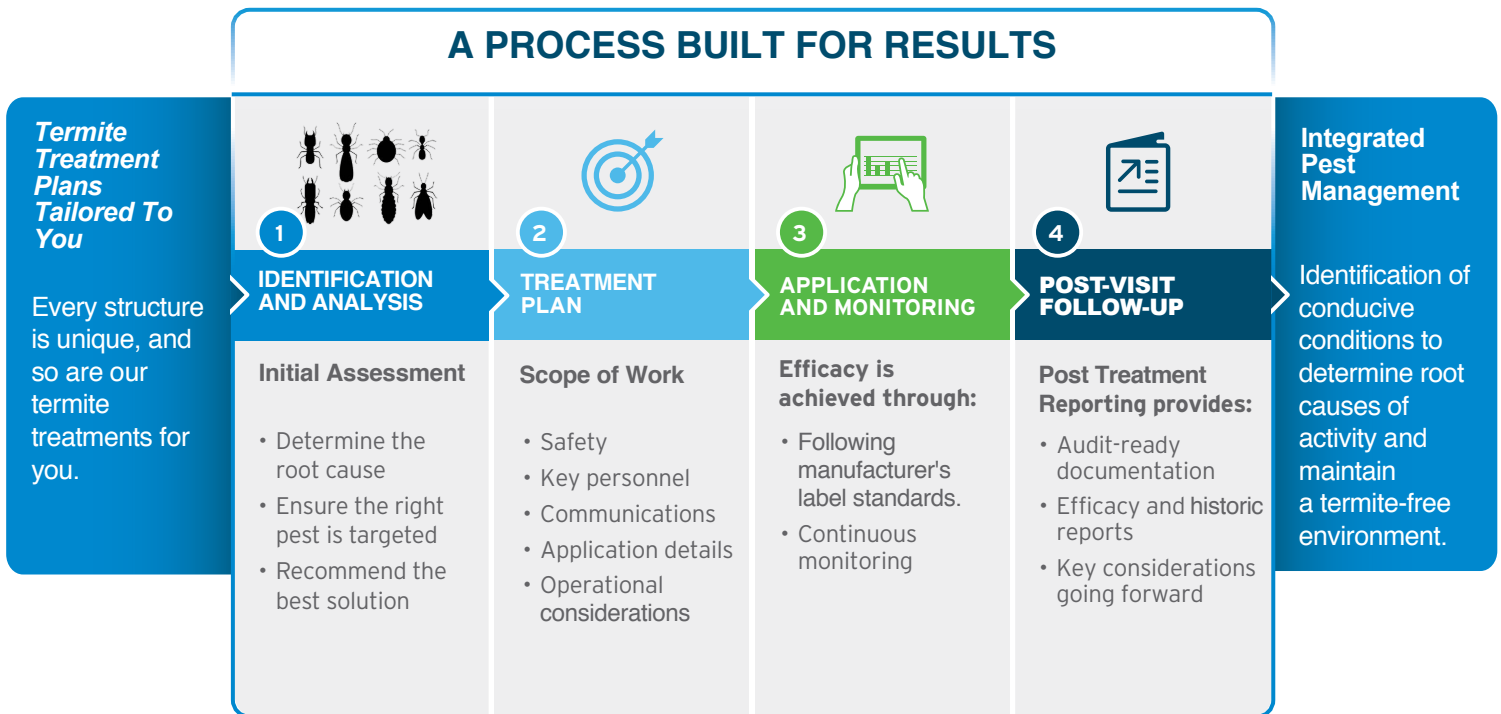 A PROCESS BUILT FOR RESULTS
Termite
Treatment
Plans
Tailored To
You
Every structure
is unique, and
so are our
termite
treatments for
you.
1
IDENTIFICATION
AND ANALYSIS
Initial Assessment
• Determine the
root cause
• Ensure the right
pest is targeted
• Recommend the
best solution
2
TREATMENT
PLAN
Scope of Work
• Safety
• Key personnel
• Communications
• Application details
• Operational
considerations
3
APPLICATION
AND MONITORING
Efficacy is
achieved through:
• Following
manufacturer's
label standards.
• Continuous
monitoring
4
POST-VISIT
FOLLOW-UP
Post Treatment
Reporting provides:
• Audit-ready
documentation
• Efficacy and historic
reports
• Key considerations
going forward
Integrated
Pest
Management
Identification of
conducive
conditions to
determine root
causes of
activity and
maintain
a termite-free
environment.